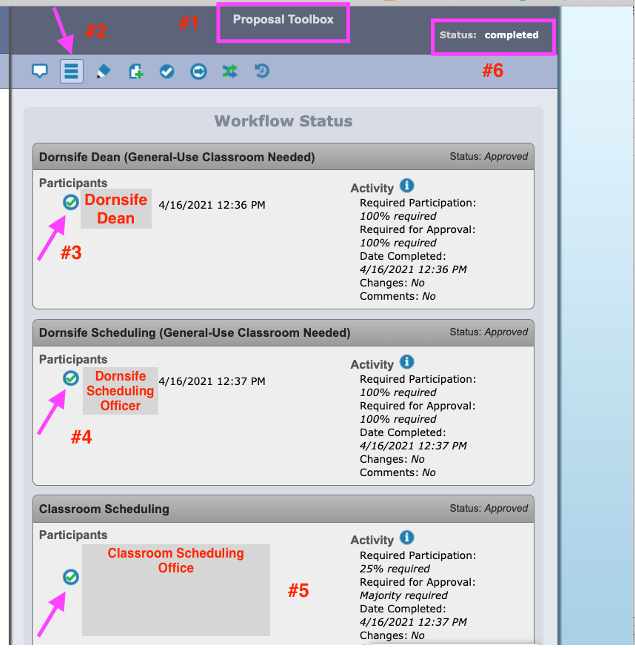 #2
#1
Proposal Toolbox
Status: completed
#6
Workflow Status
Dornsife Dean (General-Use Classroom Needed)
Status: Approved
Participants
Dornsife
Dean
4/16/2021 12:36 PM
#3
Activity
Required Participation:
100% required
Required for Approval:
100% required
Date Completed:
4/16/2021 12:36 PM
Changes: No
Comments: No
Dornsife Scheduling (General-Use Classroom Needed)
Status: Approved
Participants
Dornsife
Scheduling
Officer
4/16/2021 12:37 PM
#4
Activity
Required Participation:
100% required
Required for Approval:
100% required
Date Completed:
4/16/2021 12:37 PM
Changes: No
Comments: No
Classroom Scheduling
Status: Approved
Participants
Classroom Scheduling
Office
#5
Activity
Required Participation:
25% required
Required for Approval:
Majority required
Date Completed:
4/16/2021 12:37 PM
Changes: No